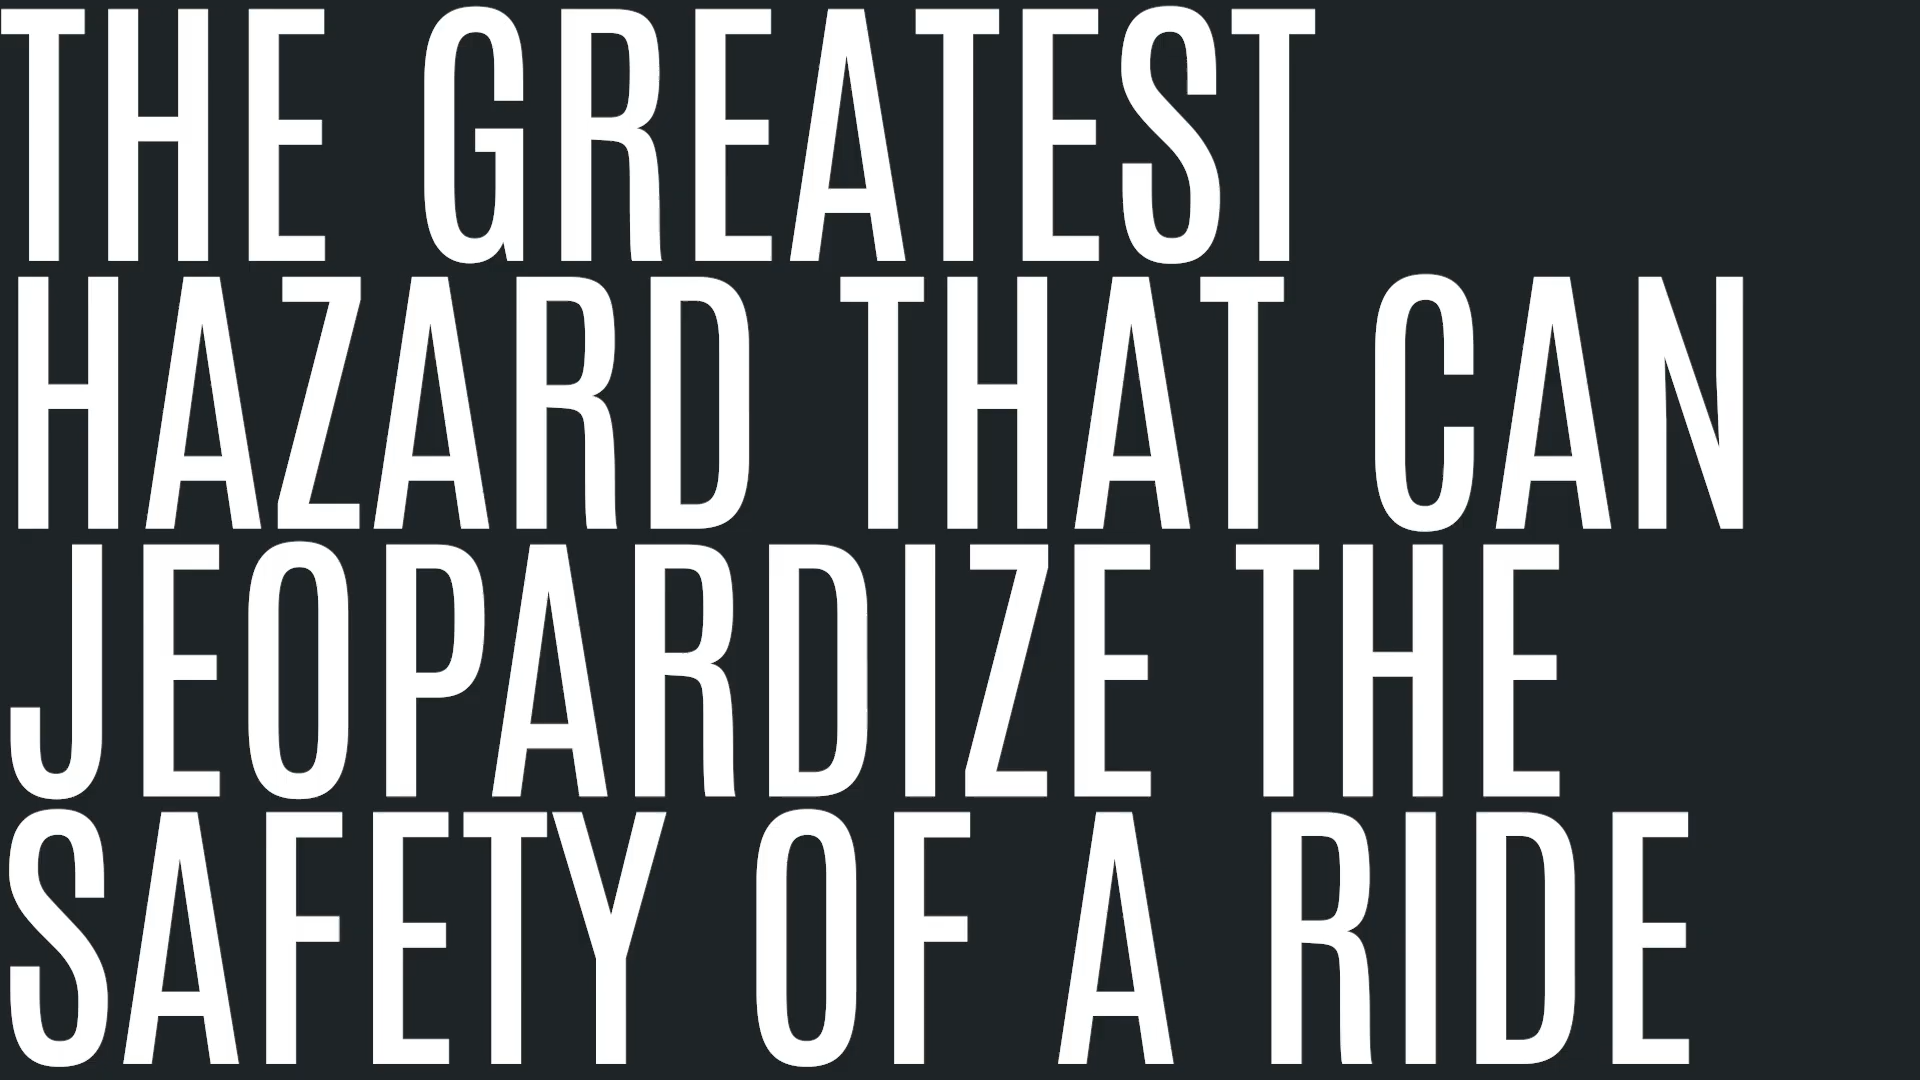 THE GREATEST
HAZARD THAT CAN
JEOPARDIZE THE
SAFETY OF A RIDE